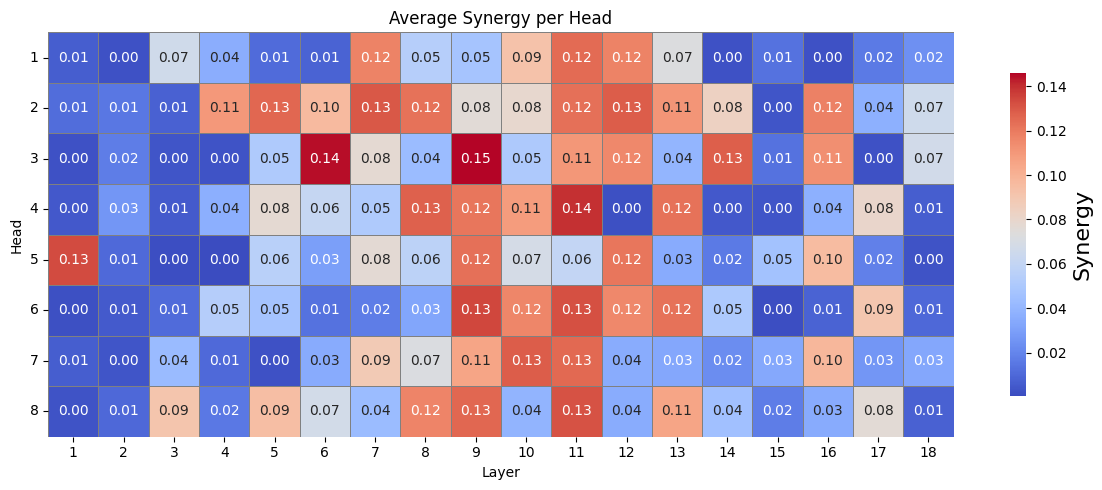 Average Synergy per Head
1 0.01 0.00 0.07 0.04 0.01 0.01 0.12 0.05 0.05 0.09 0.12 0.12 0.07 0.00 0.01 0.00 0.02 0.02
2 0.01 0.01 0.01 0.11 0.13 0.10 0.13 0.12 0.08 0.08 0.12 0.13 0.11 0.08 0.00 0.12 0.04 0.07
3 0.00 0.02 0.00 0.00 0.05 0.14 0.08 0.04 0.15 0.05 0.11 0.12 0.04 0.13 0.01 0.11 0.00 0.07
4 0.00 0.03 0.01 0.04 0.08 0.06 0.05 0.13 0.12 0.11 0.14 0.00 0.12 0.00 0.00 0.04 0.08 0.01
5 0.13 0.01 0.00 0.00 0.06 0.03 0.08 0.06 0.12 0.07 0.06 0.12 0.03 0.02 0.05 0.10 0.02 0.00
6 0.00 0.01 0.01 0.05 0.05 0.01 0.02 0.03 0.13 0.12 0.13 0.12 0.12 0.05 0.00 0.01 0.09 0.01
7 0.01 0.00 0.04 0.01 0.00 0.03 0.09 0.07 0.11 0.13 0.13 0.04 0.03 0.02 0.03 0.10 0.03 0.03
8 0.00 0.01 0.09 0.02 0.09 0.07 0.04 0.12 0.13 0.04 0.13 0.04 0.11 0.04 0.02 0.03 0.08 0.01
1 2 3 4 5 6 7 8 9 10 11 12 13 14 15 16 17 18
Layer
Head
0.14
0.12
0.10
0.08
0.06
0.04
0.02
Synergy